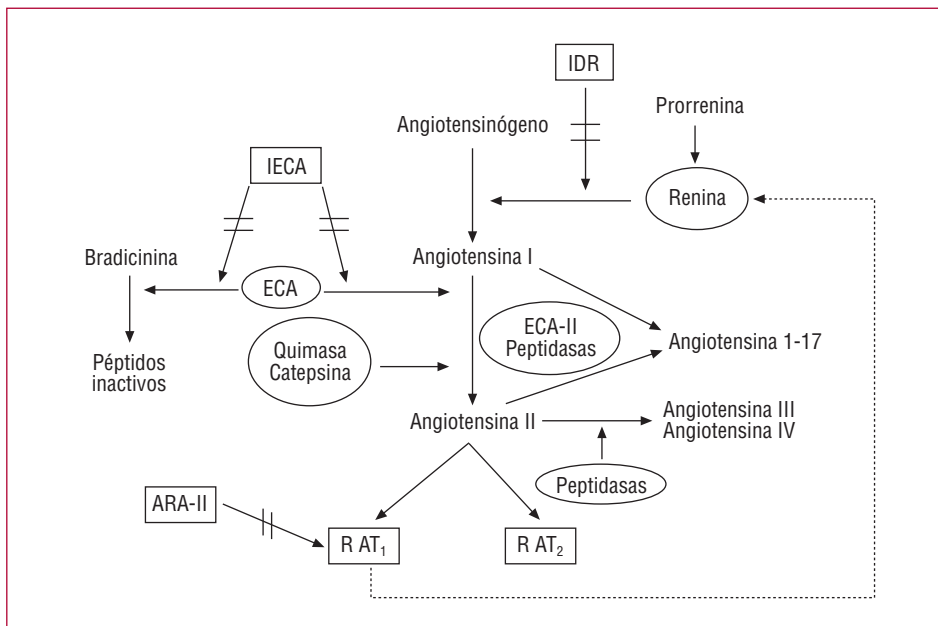 IDR
Prorrenina
Angiotensinógeno
IECA
Renina
Bradicinina
Angiotensina I
ECA
ECA-II
Peptidasas
Angiotensina 1-17
Quimasa
Catepsina
Péptidos
inactivos
Angiotensina II
Angiotensina III
Angiotensina IV
Peptidasas
ARA-II
R AT₁
R AT₂